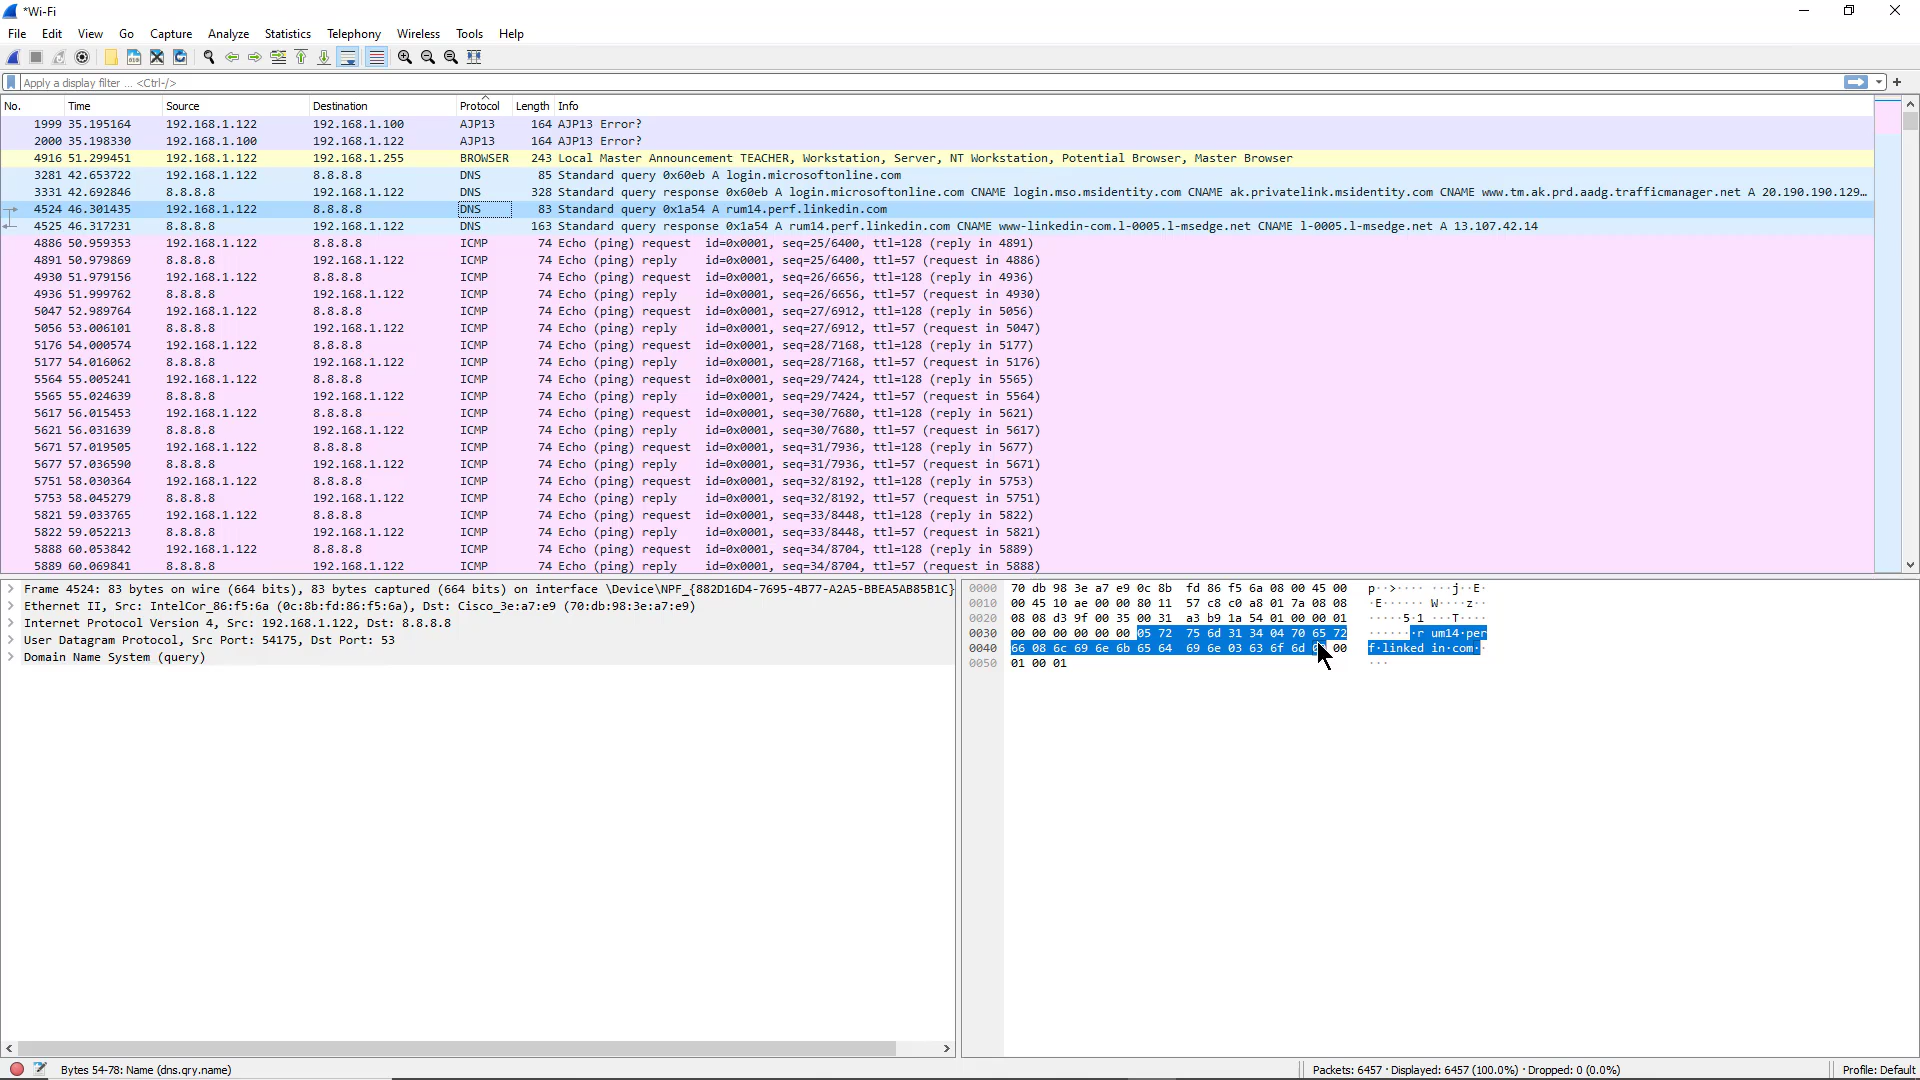 *Wi-Fi
File Edit View Go Capture Analyze Statistics Telephony Wireless Tools Help
Apply a display filter ... <Ctrl-/>
No. Time Source Destination Protocol Length Info
1999 35.195164 192.168.1.122 192.168.1.100 AJP13 164 AJP13 Error?
2000 35.198330 192.168.1.100 192.168.1.122 AJP13 164 AJP13 Error?
4916 51.299451 192.168.1.122 192.168.1.255 BROWSER 243 Local Master Announcement TEACHER, Workstation, Server, NT Workstation, Potential Browser, Master Browser
3281 42.653722 192.168.1.122 8.8.8.8 DNS 85 Standard query 0x60eb A login.microsoftonline.com
3331 42.692846 8.8.8.8 192.168.1.122 DNS 328 Standard query response 0x60eb A login.microsoftonline.com CNAME login.mso.msidentity.com CNAME ak.privatelink.msidentity.com CNAME www.tm.ak.prd.aadg.trafficmanager.net A 20.190.190.129…
4524 46.301435 192.168.1.122 8.8.8.8 DNS 83 Standard query 0x1a54 A rum14.perf.linkedin.com
4525 46.317231 8.8.8.8 192.168.1.122 DNS 163 Standard query response 0x1a54 A rum14.perf.linkedin.com CNAME www-linkedin-com.l-0005.l-msedge.net CNAME l-0005.l-msedge.net A 13.107.42.14
4886 50.959353 192.168.1.122 8.8.8.8 ICMP 74 Echo (ping) request id=0x0001, seq=25/6400, ttl=128 (reply in 4891)
4891 50.979869 8.8.8.8 192.168.1.122 ICMP 74 Echo (ping) reply id=0x0001, seq=25/6400, ttl=57 (request in 4886)
4930 51.979156 192.168.1.122 8.8.8.8 ICMP 74 Echo (ping) request id=0x0001, seq=26/6656, ttl=128 (reply in 4936)
4936 51.999762 8.8.8.8 192.168.1.122 ICMP 74 Echo (ping) reply id=0x0001, seq=26/6656, ttl=57 (request in 4930)
5047 52.989764 192.168.1.122 8.8.8.8 ICMP 74 Echo (ping) request id=0x0001, seq=27/6912, ttl=128 (reply in 5056)
5056 53.006101 8.8.8.8 192.168.1.122 ICMP 74 Echo (ping) reply id=0x0001, seq=27/6912, ttl=57 (request in 5047)
5176 54.000574 192.168.1.122 8.8.8.8 ICMP 74 Echo (ping) request id=0x0001, seq=28/7168, ttl=128 (reply in 5177)
5177 54.016062 8.8.8.8 192.168.1.122 ICMP 74 Echo (ping) reply id=0x0001, seq=28/7168, ttl=57 (request in 5176)
5564 55.005241 192.168.1.122 8.8.8.8 ICMP 74 Echo (ping) request id=0x0001, seq=29/7424, ttl=128 (reply in 5565)
5565 55.024639 8.8.8.8 192.168.1.122 ICMP 74 Echo (ping) reply id=0x0001, seq=29/7424, ttl=57 (request in 5564)
5617 56.015453 192.168.1.122 8.8.8.8 ICMP 74 Echo (ping) request id=0x0001, seq=30/7680, ttl=128 (reply in 5621)
5621 56.031639 8.8.8.8 192.168.1.122 ICMP 74 Echo (ping) reply id=0x0001, seq=30/7680, ttl=57 (request in 5617)
5671 57.019505 192.168.1.122 8.8.8.8 ICMP 74 Echo (ping) request id=0x0001, seq=31/7936, ttl=128 (reply in 5677)
5677 57.036590 8.8.8.8 192.168.1.122 ICMP 74 Echo (ping) reply id=0x0001, seq=31/7936, ttl=57 (request in 5671)
5751 58.030364 192.168.1.122 8.8.8.8 ICMP 74 Echo (ping) request id=0x0001, seq=32/8192, ttl=128 (reply in 5753)
5753 58.045279 8.8.8.8 192.168.1.122 ICMP 74 Echo (ping) reply id=0x0001, seq=32/8192, ttl=57 (request in 5751)
5821 59.033765 192.168.1.122 8.8.8.8 ICMP 74 Echo (ping) request id=0x0001, seq=33/8448, ttl=128 (reply in 5822)
5822 59.052213 8.8.8.8 192.168.1.122 ICMP 74 Echo (ping) reply id=0x0001, seq=33/8448, ttl=57 (request in 5821)
5888 60.053842 192.168.1.122 8.8.8.8 ICMP 74 Echo (ping) request id=0x0001, seq=34/8704, ttl=128 (reply in 5889)
5889 60.069841 8.8.8.8 192.168.1.122 ICMP 74 Echo (ping) reply id=0x0001, seq=34/8704, ttl=57 (request in 5888)
Frame 4524: 83 bytes on wire (664 bits), 83 bytes captured (664 bits) on interface \Device\NPF_{882D16D4-7695-4B77-A2A5-BBEA5AB85B1C}
Ethernet II, Src: IntelCor_86:f5:6a (0c:8b:fd:86:f5:6a), Dst: Cisco_3e:a7:e9 (70:db:98:3e:a7:e9)
Internet Protocol Version 4, Src: 192.168.1.122, Dst: 8.8.8.8
User Datagram Protocol, Src Port: 54175, Dst Port: 53
Domain Name System (query)
0000 70 db 98 3e a7 e9 0c 8b fd 86 f5 6a 08 00 45 00 p··>···· ···j··E·
0010 00 45 10 ae 00 00 80 11 57 c8 c0 a8 01 7a 08 08 ·E······ W····z··
0020 08 08 d3 9f 00 35 00 31 a3 b9 1a 54 01 00 00 01 ·····5·1 ···T····
0030 00 00 00 00 00 00 05 72 75 6d 31 34 04 70 65 72 ·······r um14·per
0040 66 08 6c 69 6e 6b 65 64 69 6e 03 63 6f 6d 00 f·linked in·com··
0050 01 00 01 ···
Bytes 54-78: Name (dns.qry.name)
Packets: 6457 · Displayed: 6457 (100.0%) · Dropped: 0 (0.0%)
Profile: Default